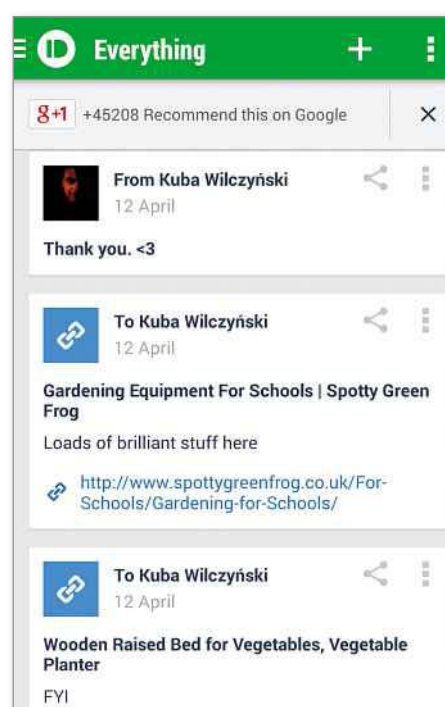 Everything
g+1 +45208 Recommend this on Google
From Kuba Wilczyński
12 April
Thank you. <3
To Kuba Wilczyński
12 April
Gardening Equipment For Schools | Spotty Green
Frog
Loads of brilliant stuff here
http://www.spottygreenfrog.co.uk/For-
Schools/Gardening-for-Schools/
To Kuba Wilczyński
12 April
Wooden Raised Bed for Vegetables, Vegetable
Planter
FYI